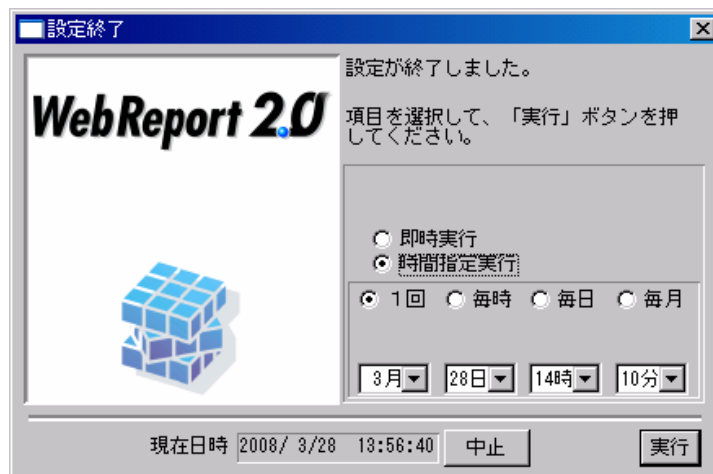 設定終了
WebReport 2.0
設定が終了しました。
項目を選択して、「実行」ボタンを押
してください。
即時実行
時間指定実行
1回 毎時 毎日 毎月
3月 28日 14時 10分
現在日時 2008/ 3/28 13:56:40 中止 実行